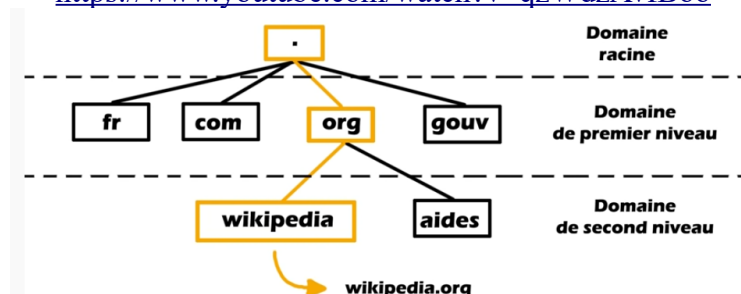 .
Domaine
racine
fr com org gouv
Domaine
de premier niveau
wikipedia aides
Domaine
de second niveau
wikipedia.org